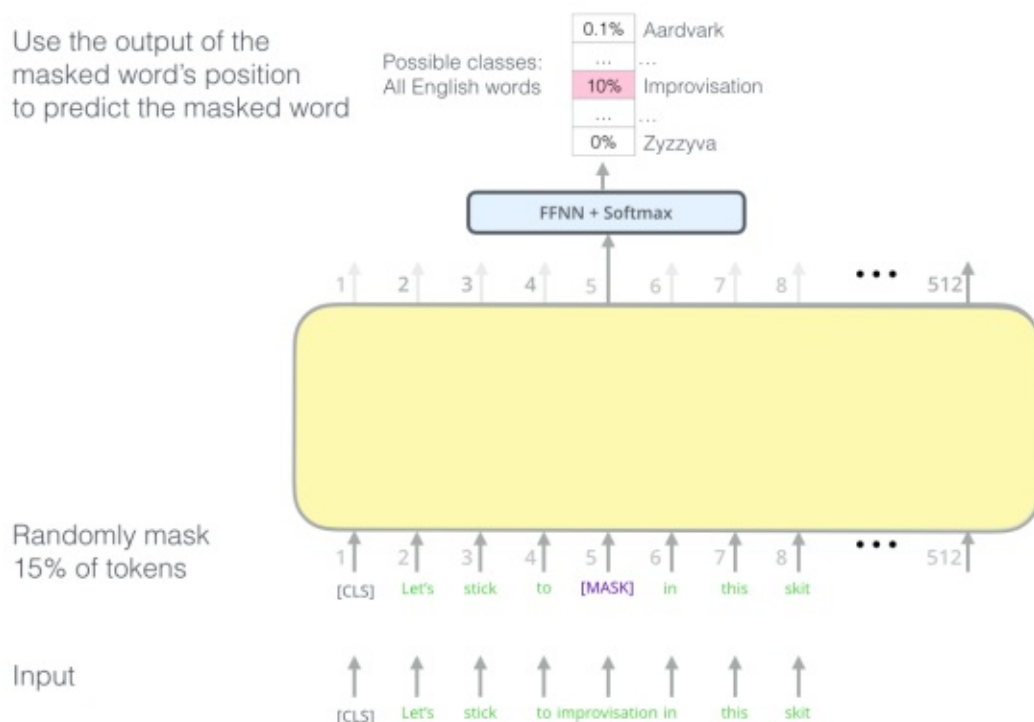 Use the output of the
masked word's position
to predict the masked word
Possible classes:
All English words
0.1% Aardvark
... ...
10% Improvisation
... ...
0% Zyzzyva
FFNN + Softmax
1 2 3 4 5 6 7 8 ••• 512
Randomly mask
15% of tokens
1 2 3 4 5 6 7 8 ••• 512
[CLS] Let's stick to [MASK] in this skit
Input
[CLS] Let's stick to improvisation in this skit